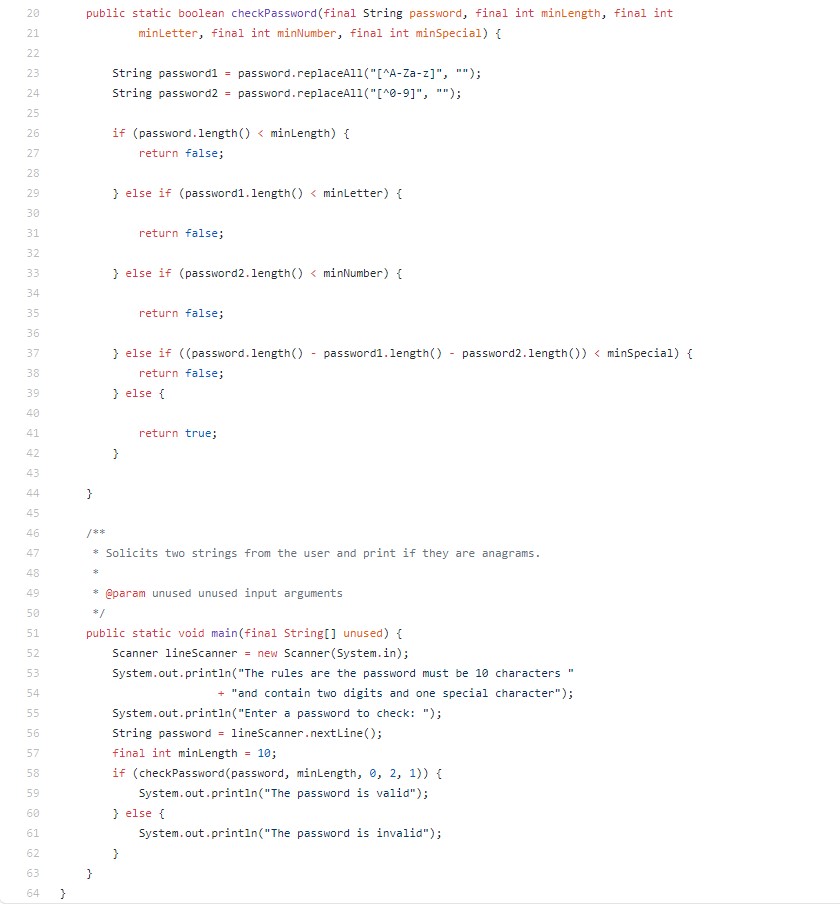 20 public static boolean checkPassword(final String password, final int minLength, final int
21 minLetter, final int minNumber, final int minSpecial) {
22
23 String password1 = password.replaceAll("[^A-Za-z]", "");
24 String password2 = password.replaceAll("[^0-9]", "");
25
26 if (password.length() < minLength) {
27 return false;
28
29 } else if (password1.length() < minLetter) {
30
31 return false;
32
33 } else if (password2.length() < minNumber) {
34
35 return false;
36
37 } else if ((password.length() - password1.length() - password2.length()) < minSpecial) {
38 return false;
39 } else {
40
41 return true;
42 }
43
44 }
45
46 /**
47 * Solicits two strings from the user and print if they are anagrams.
48 *
49 * @param unused unused input arguments
50 */
51 public static void main(final String[] unused) {
52 Scanner lineScanner = new Scanner(System.in);
53 System.out.println("The rules are the password must be 10 characters "
54 + "and contain two digits and one special character");
55 System.out.println("Enter a password to check: ");
56 String password = lineScanner.nextLine();
57 final int minLength = 10;
58 if (checkPassword(password, minLength, 0, 2, 1)) {
59 System.out.println("The password is valid");
60 } else {
61 System.out.println("The password is invalid");
62 }
63 }
64 }